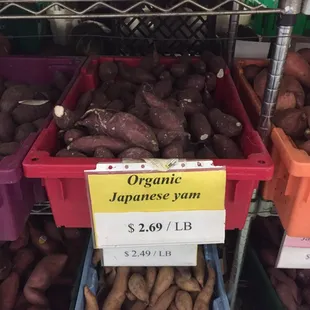 Organic
Japanese yam
$ 2.69 / LB
$ 2.49 / LB